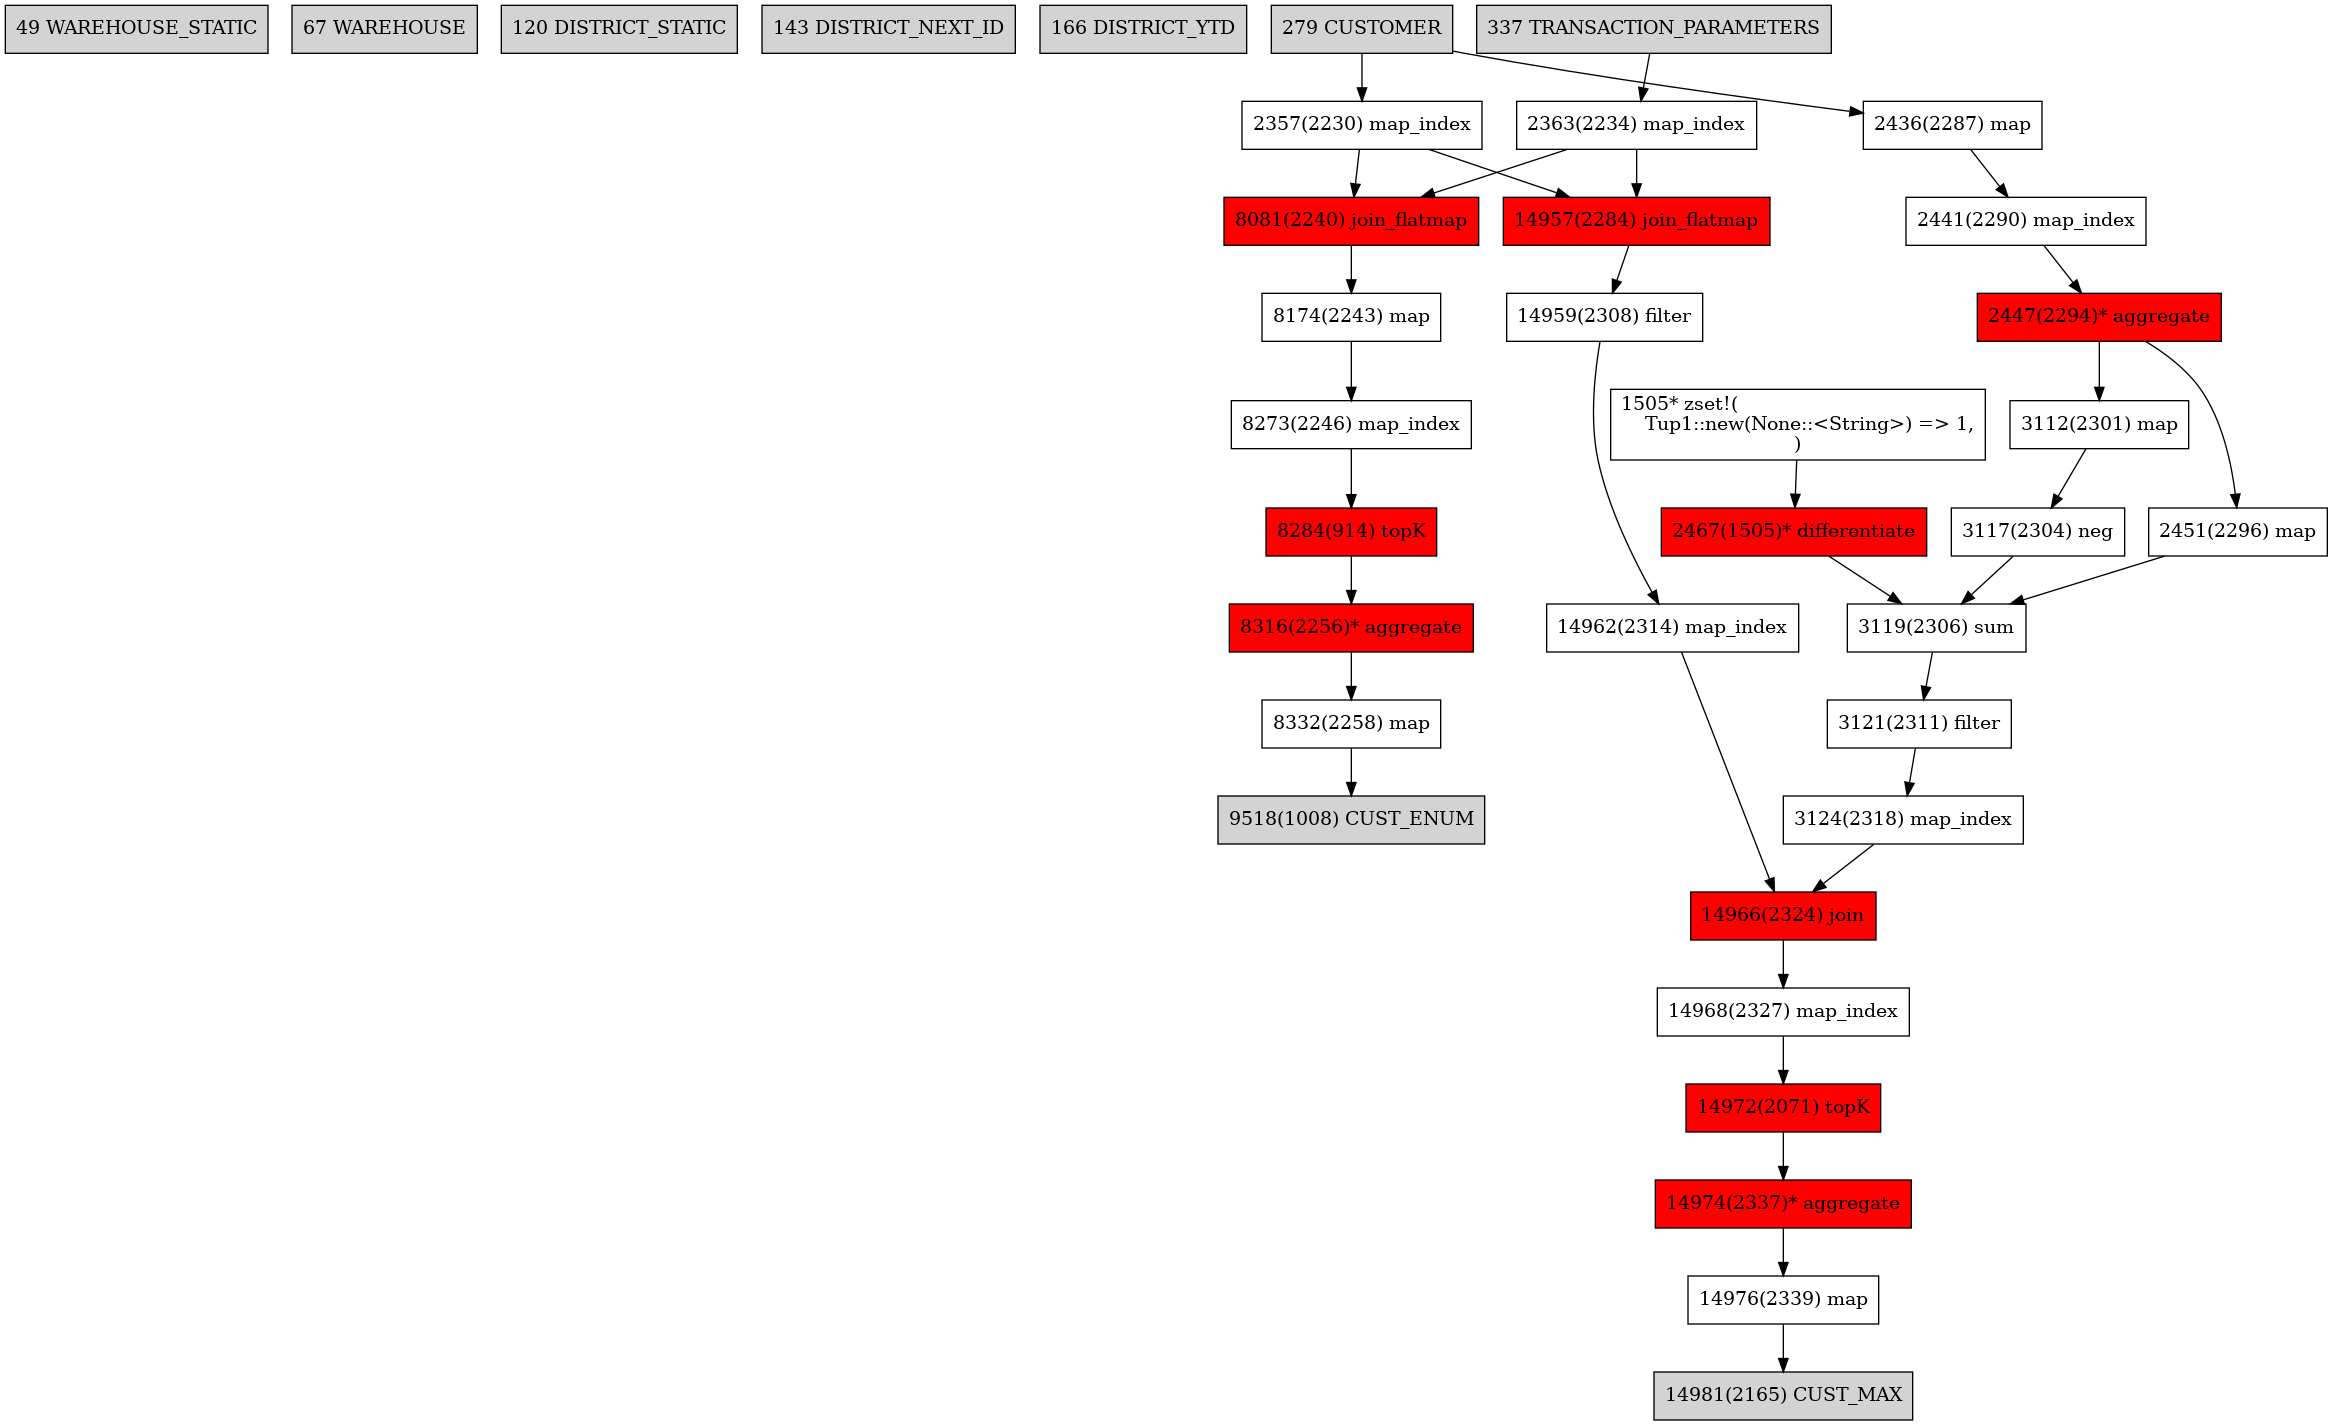 49 WAREHOUSE_STATIC
67 WAREHOUSE
120 DISTRICT_STATIC
143 DISTRICT_NEXT_ID
166 DISTRICT_YTD
279 CUSTOMER
337 TRANSACTION_PARAMETERS
2357(2230) map_index
2363(2234) map_index
2436(2287) map
8081(2240) join_flatmap
14957(2284) join_flatmap
2441(2290) map_index
8174(2243) map
14959(2308) filter
2447(2294)* aggregate
8273(2246) map_index
1505* zset!(
Tup1::new(None::<String>) => 1,
)
3112(2301) map
8284(914) topK
2467(1505)* differentiate
3117(2304) neg
2451(2296) map
8316(2256)* aggregate
14962(2314) map_index
3119(2306) sum
8332(2258) map
3121(2311) filter
9518(1008) CUST_ENUM
3124(2318) map_index
14966(2324) join
14968(2327) map_index
14972(2071) topK
14974(2337)* aggregate
14976(2339) map
14981(2165) CUST_MAX